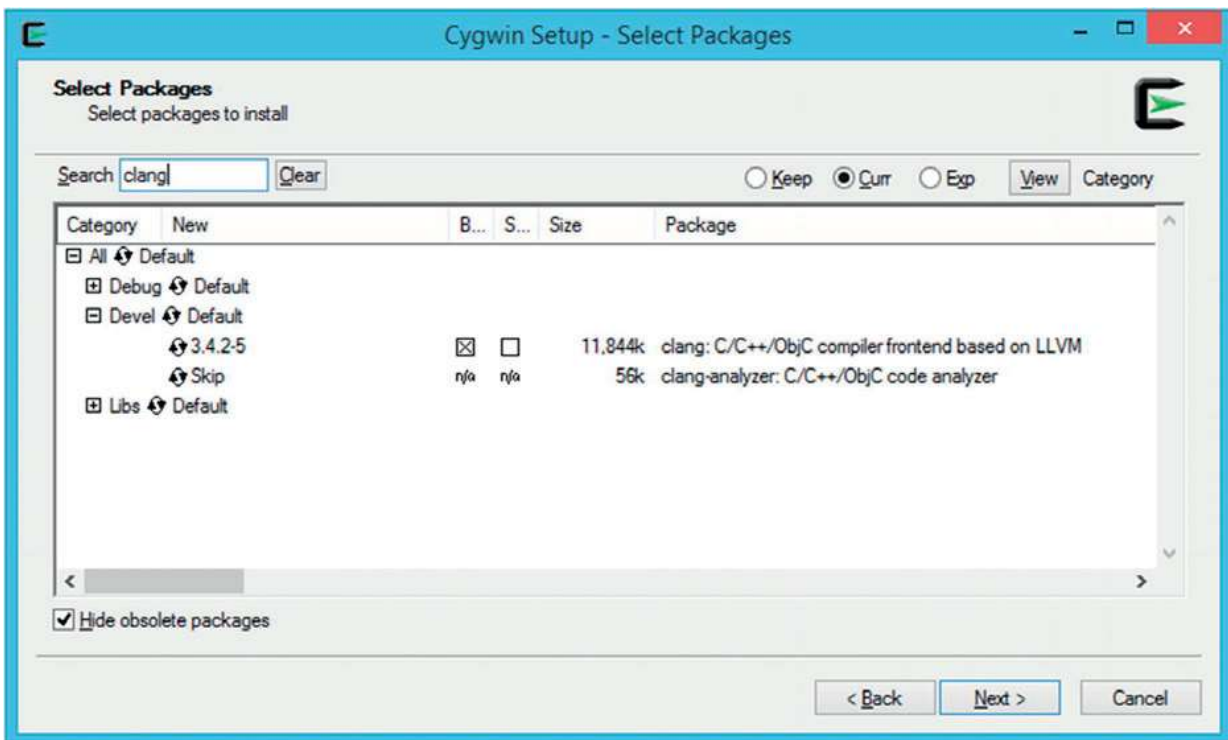 Cygwin Setup - Select Packages
Select Packages
Select packages to install
Search clang Clear Keep Curr Exp View Category
Category New B... S... Size Package
All Default
Debug Default
Devel Default
3.4.2-5 11,844k clang: C/C++/ObjC compiler frontend based on LLVM
Skip n/a n/a 56k clang-analyzer: C/C++/ObjC code analyzer
Libs Default
Hide obsolete packages
< Back Next > Cancel